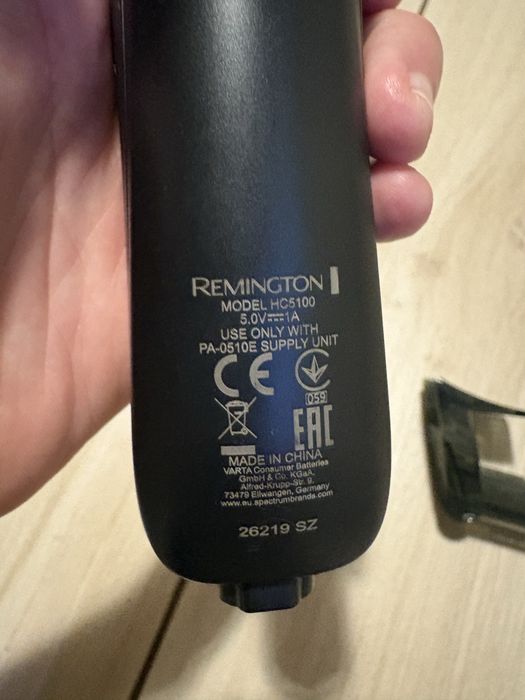 REMINGTON
MODEL HC5100
5.0V⎓1A
USE ONLY WITH
PA-0510E SUPPLY UNIT
CE
059
EAC
MADE IN CHINA
VARTA Consumer Batteries
GmbH & Co. KGaA,
Alfred-Krupp-Str. 9,
73479 Ellwangen, Germany
www.eu.spectrumbrands.com
26219 SZ